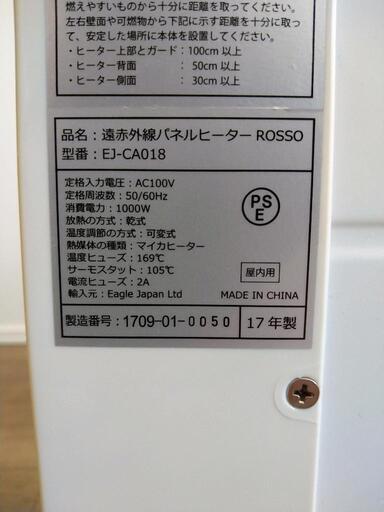 燃えやすいものから十分に距離を取ってください。
左右壁面や可燃物から下記に示す距離を十分に取っ
て、安定した場所に本体を設置してください。
・ヒーター上部とガード：100cm 以上
・ヒーター背面　　　　：50cm 以上
・ヒーター側面　　　　：30cm 以上
品名：遠赤外線パネルヒーター ROSSO
型番：EJ-CA018
定格入力電圧：AC100V
定格周波数：50/60Hz
消費電力：1000W
放熱の方式：乾式
温度調節の方式：可変式
熱媒体の種類：マイカヒーター
温度ヒューズ：169℃
サーモスタット：105℃
電流ヒューズ：2A
輸入元：Eagle Japan Ltd
PS
E
屋内用
MADE IN CHINA
製造番号：1709-01-0050
17 年製